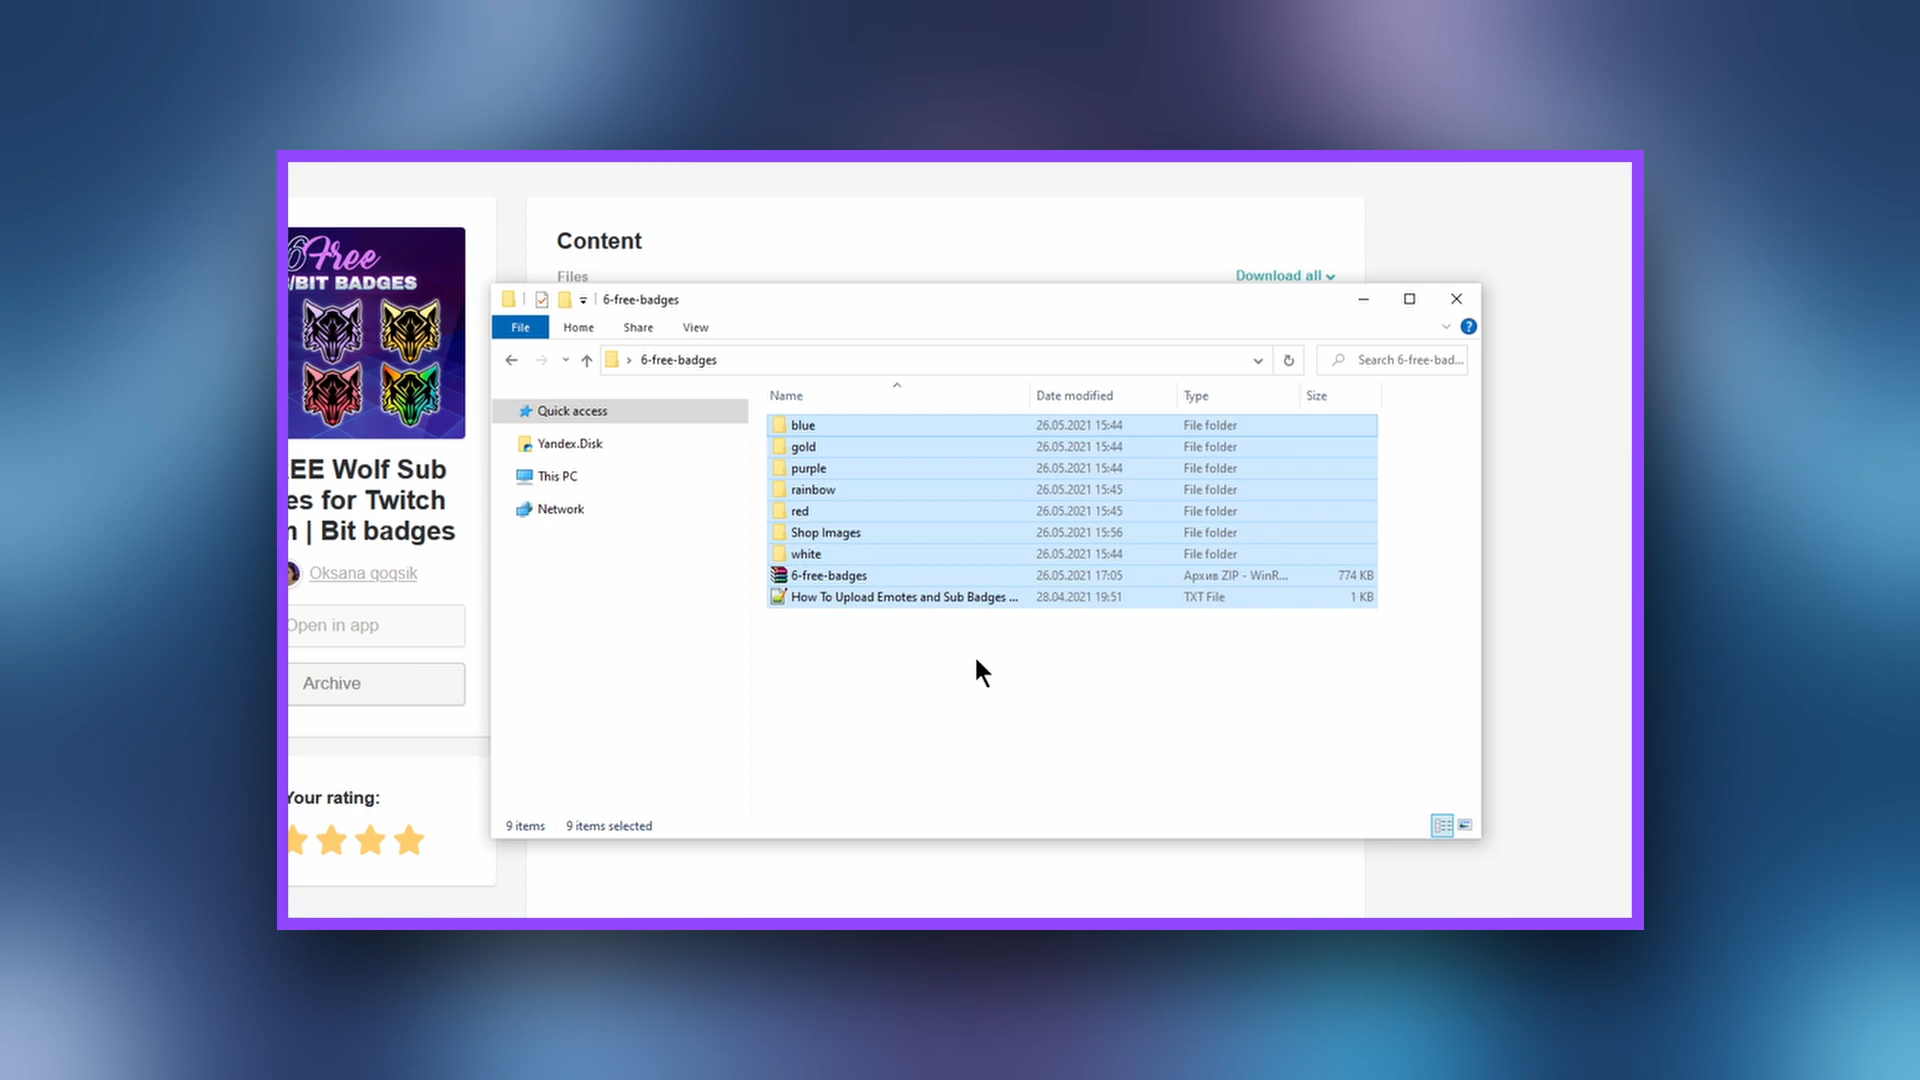 6 Free
/BIT BADGES
EE Wolf Sub
es for Twitch
| Bit badges
Oksana qoqsik
Open in app
Archive
Your rating:
Content
Files
Download all
6-free-badges
File Home Share View
6-free-badges
Search 6-free-bad...
Quick access
Yandex.Disk
This PC
Network
Name Date modified Type Size
blue 26.05.2021 15:44 File folder
gold 26.05.2021 15:44 File folder
purple 26.05.2021 15:44 File folder
rainbow 26.05.2021 15:45 File folder
red 26.05.2021 15:45 File folder
Shop Images 26.05.2021 15:56 File folder
white 26.05.2021 15:44 File folder
6-free-badges 26.05.2021 17:05 Архив ZIP - WinR... 774 KB
How To Upload Emotes and Sub Badges ... 28.04.2021 19:51 TXT File 1 KB
9 items 9 items selected